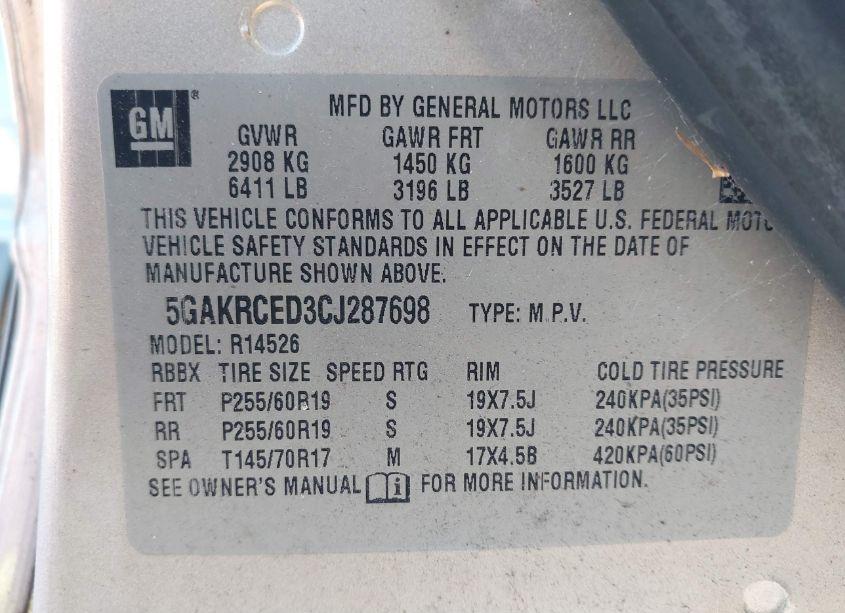 GM ®
MFD BY GENERAL MOTORS LLC
GVWR GAWR FRT GAWR RR
2908 KG 1450 KG 1600 KG
6411 LB 3196 LB 3527 LB
THIS VEHICLE CONFORMS TO ALL APPLICABLE U.S. FEDERAL MOTO
VEHICLE SAFETY STANDARDS IN EFFECT ON THE DATE OF
MANUFACTURE SHOWN ABOVE.
5GAKRCED3CJ287698 TYPE: M.P.V.
MODEL: R14526
RBBX TIRE SIZE SPEED RTG RIM COLD TIRE PRESSURE
FRT P255/60R19 S 19X7.5J 240KPA(35PSI)
RR P255/60R19 S 19X7.5J 240KPA(35PSI)
SPA T145/70R17 M 17X4.5B 420KPA(60PSI)
SEE OWNER'S MANUAL i FOR MORE INFORMATION.